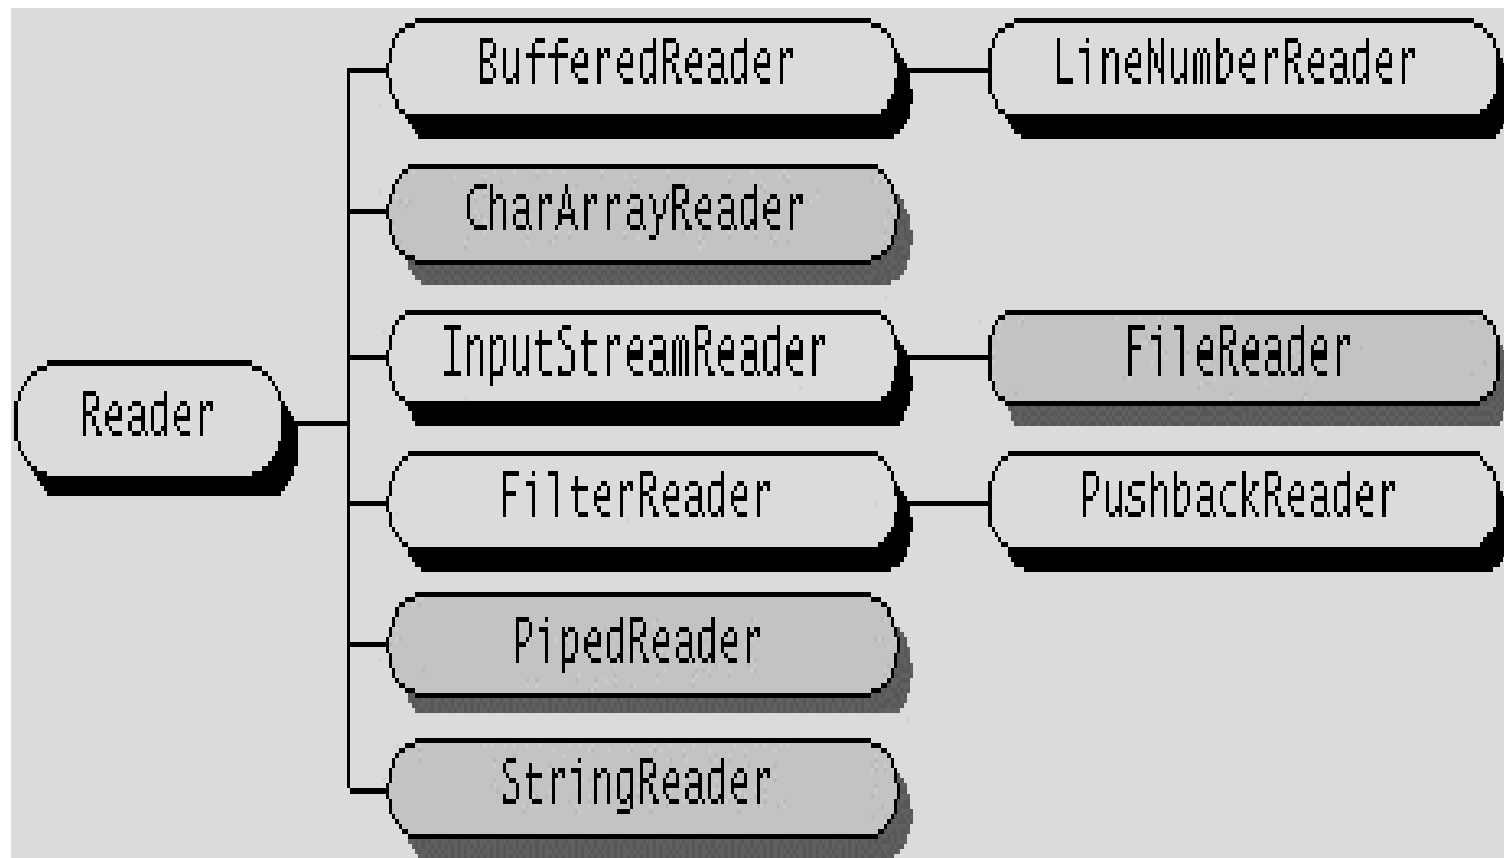 BufferedReader
LineNumberReader
CharArrayReader
InputStreamReader
FileReader
Reader
FilterReader
PushbackReader
PipedReader
StringReader